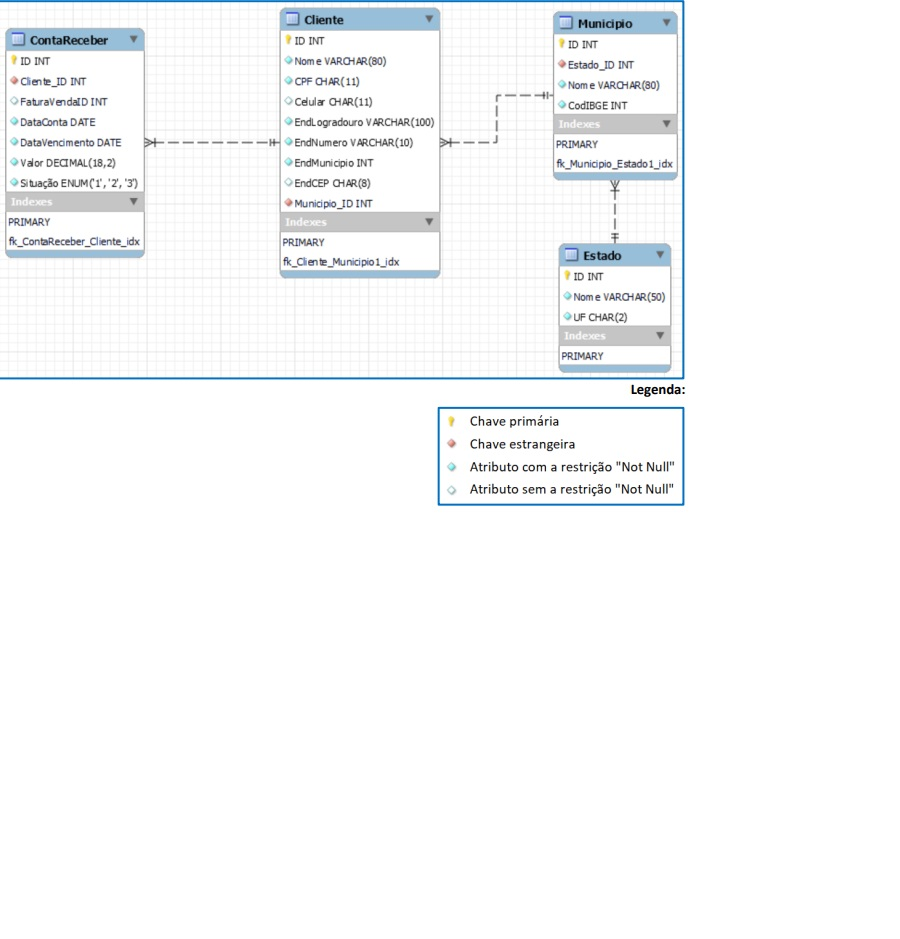 ContaReceber
ID INT
Cliente_ID INT
FaturaVendaID INT
DataConta DATE
DataVencimento DATE
Valor DECIMAL(18,2)
Situação ENUM('1', '2', '3')
Indexes
PRIMARY
fk_ContaReceber_Cliente_idx
Cliente
ID INT
Nome VARCHAR(80)
CPF CHAR(11)
Celular CHAR(11)
EndLogradouro VARCHAR(100)
EndNumero VARCHAR(10)
EndMunicipio INT
EndCEP CHAR(8)
Municipio_ID INT
Indexes
PRIMARY
fk_Cliente_Municipio1_idx
Municipio
ID INT
Estado_ID INT
Nome VARCHAR(80)
CodIBGE INT
Indexes
PRIMARY
fk_Municipio_Estado1_idx
Estado
ID INT
Nome VARCHAR(50)
UF CHAR(2)
Indexes
PRIMARY
Legenda:
Chave primária
Chave estrangeira
Atributo com a restrição "Not Null"
Atributo sem a restrição "Not Null"